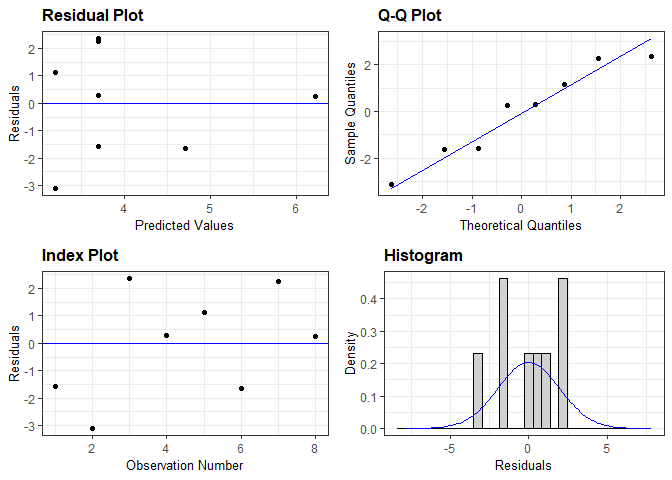 Residual Plot
Residuals
2
1
0
-1
-2
-3
4
5
6
Predicted Values
Q-Q Plot
Sample Quantiles
2
0
-2
-2
-1
0
1
2
Theoretical Quantiles
Index Plot
Residuals
2
1
0
-1
-2
-3
2
4
6
8
Observation Number
Histogram
Density
0.4
0.3
0.2
0.1
0.0
-5
0
5
Residuals